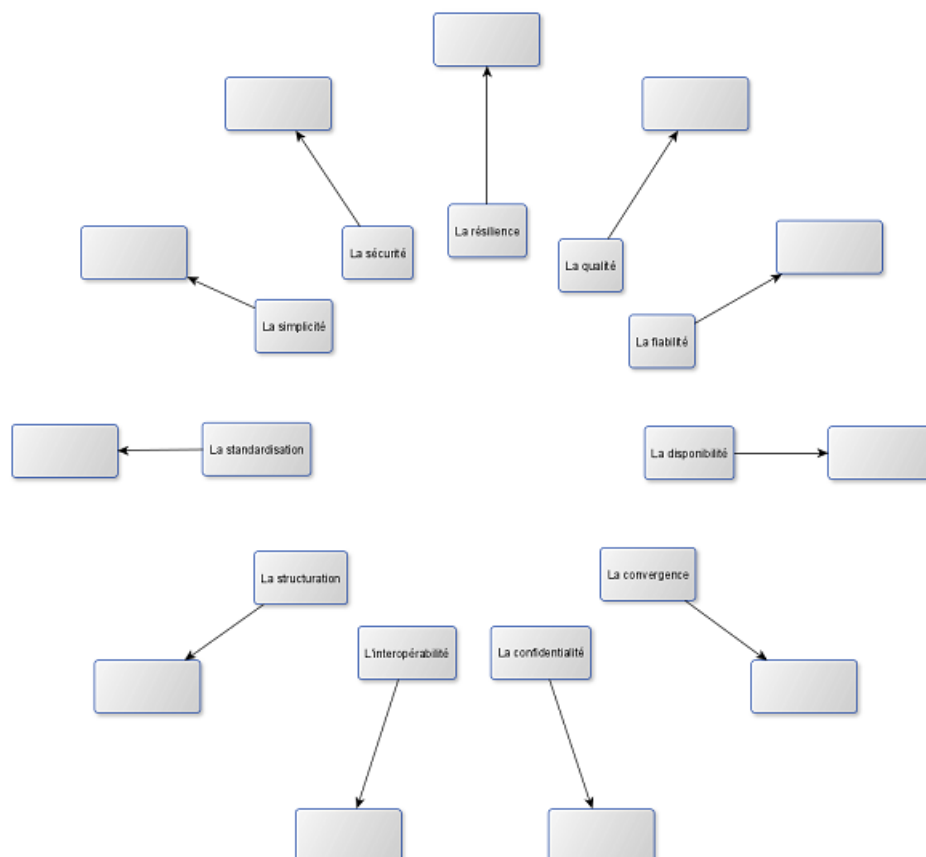 La résilience
La sécurité
La qualité
La simplicité
La fiabilité
La standardisation
La disponibilité
La structuration
La convergence
L'interopérabilité
La confidentialité